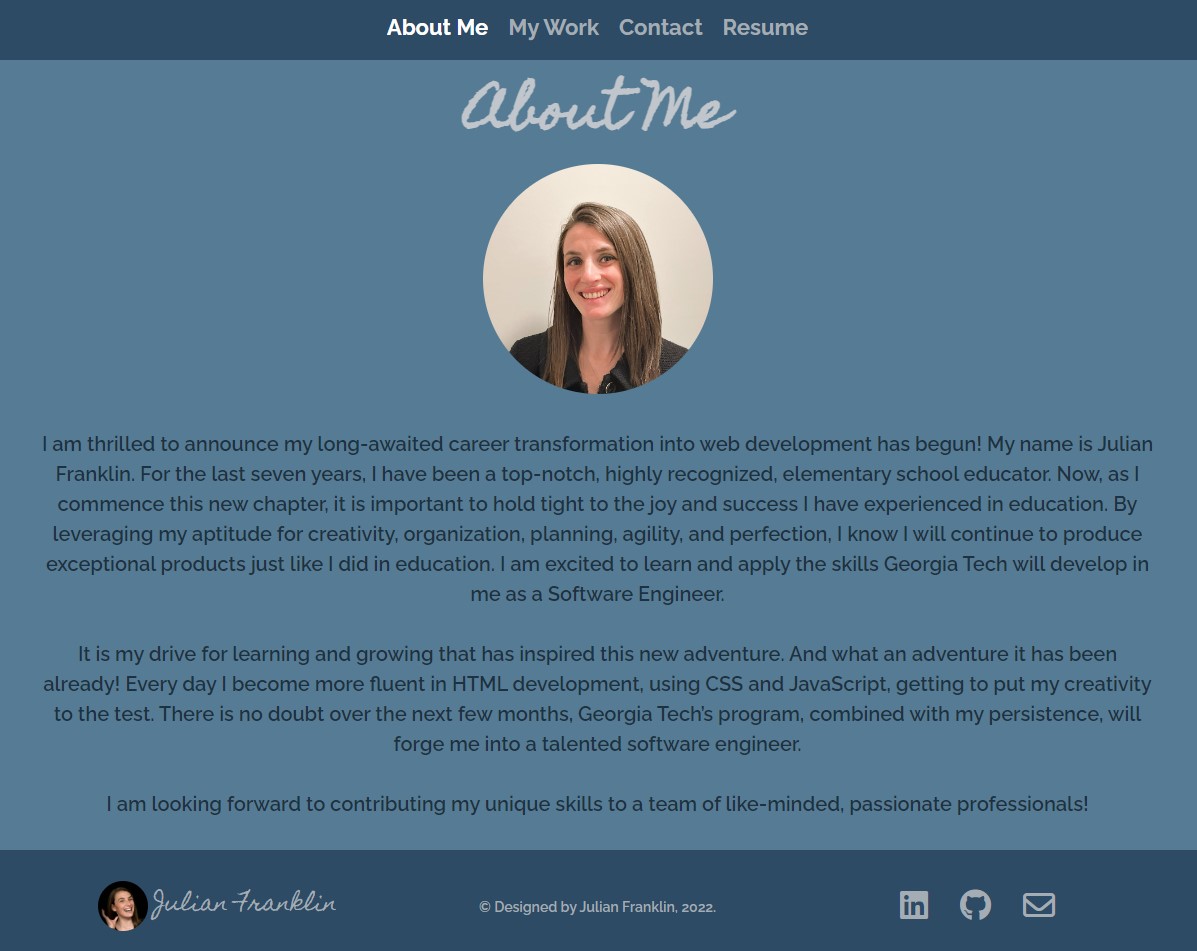 About Me My Work Contact Resume
About Me
I am thrilled to announce my long-awaited career transformation into web development has begun! My name is Julian
Franklin. For the last seven years, I have been a top-notch, highly recognized, elementary school educator. Now, as I
commence this new chapter, it is important to hold tight to the joy and success I have experienced in education. By
leveraging my aptitude for creativity, organization, planning, agility, and perfection, I know I will continue to produce
exceptional products just like I did in education. I am excited to learn and apply the skills Georgia Tech will develop in
me as a Software Engineer.
It is my drive for learning and growing that has inspired this new adventure. And what an adventure it has been
already! Every day I become more fluent in HTML development, using CSS and JavaScript, getting to put my creativity
to the test. There is no doubt over the next few months, Georgia Tech’s program, combined with my persistence, will
forge me into a talented software engineer.
I am looking forward to contributing my unique skills to a team of like-minded, passionate professionals!
Julian Franklin
© Designed by Julian Franklin, 2022.
in